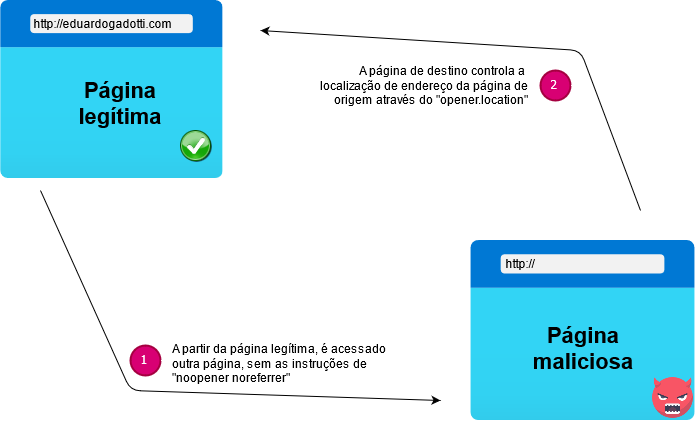 http://eduardogadotti.com
Página
legítima
A página de destino controla a
localização de endereço da página de
origem através do "opener.location"
2
http://
Página
maliciosa
1
A partir da página legítima, é acessado
outra página, sem as instruções de
"noopener noreferrer"